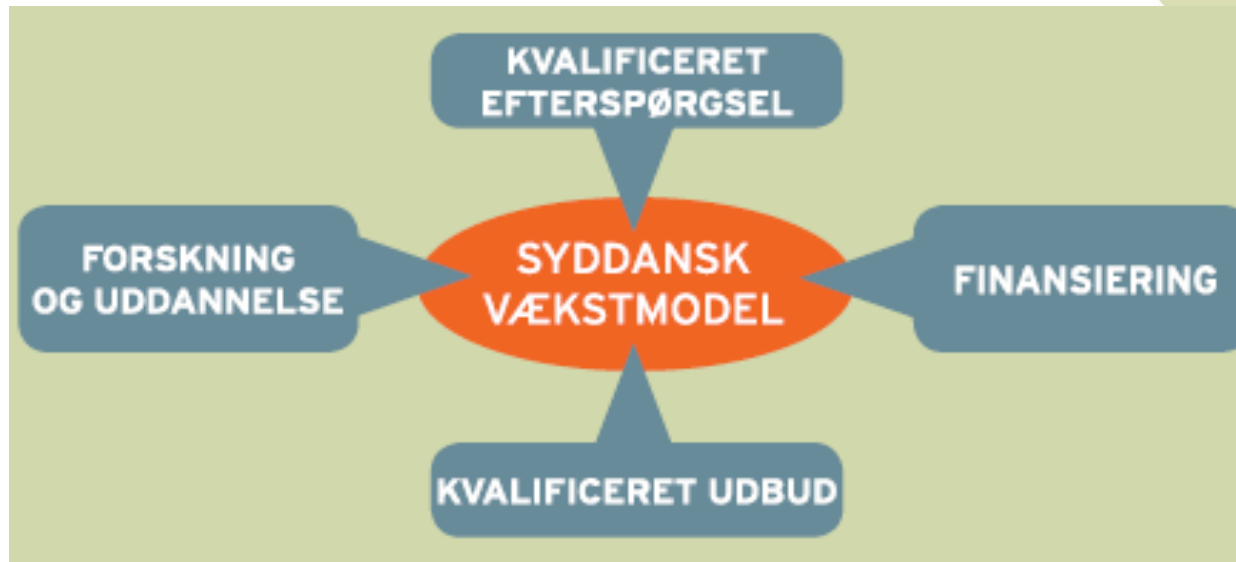 KVALIFICERET
EFTERSPØRGSEL
FORSKNING
OG UDDANNELSE
SYDDANSK
VÆKSTMODEL
FINANSIERING
KVALIFICERET UDBUD